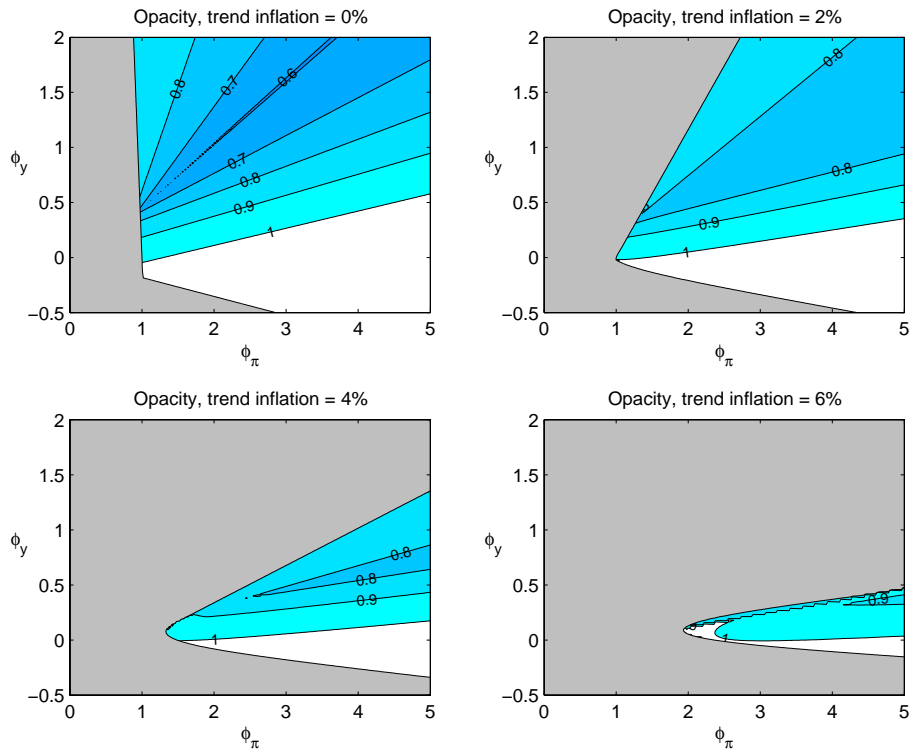 Opacity, trend inflation = 0%
2
1.5
1
0.5
0
−0.5
0 1 2 3 4 5
ϕy
ϕπ
0.8
0.7
0.6
0.7
0.8
0.9
1
Opacity, trend inflation = 2%
2
1.5
1
0.5
0
−0.5
0 1 2 3 4 5
ϕy
ϕπ
0.8
0.8
0.9
1
Opacity, trend inflation = 4%
2
1.5
1
0.5
0
−0.5
0 1 2 3 4 5
ϕy
ϕπ
0.8
0.8
0.9
1
Opacity, trend inflation = 6%
2
1.5
1
0.5
0
−0.5
0 1 2 3 4 5
ϕy
ϕπ
0.9
1